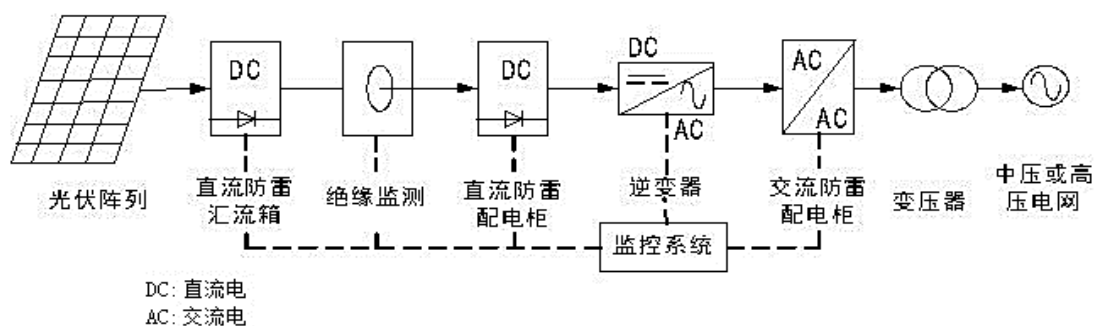 DC
DC
DC
AC
AC
AC
光伏阵列
直流防雷
汇流箱
绝缘监测
直流防雷
配电柜
逆变器
交流防雷
配电柜
变压器
中压或高
压电网
监控系统
DC: 直流电
AC: 交流电